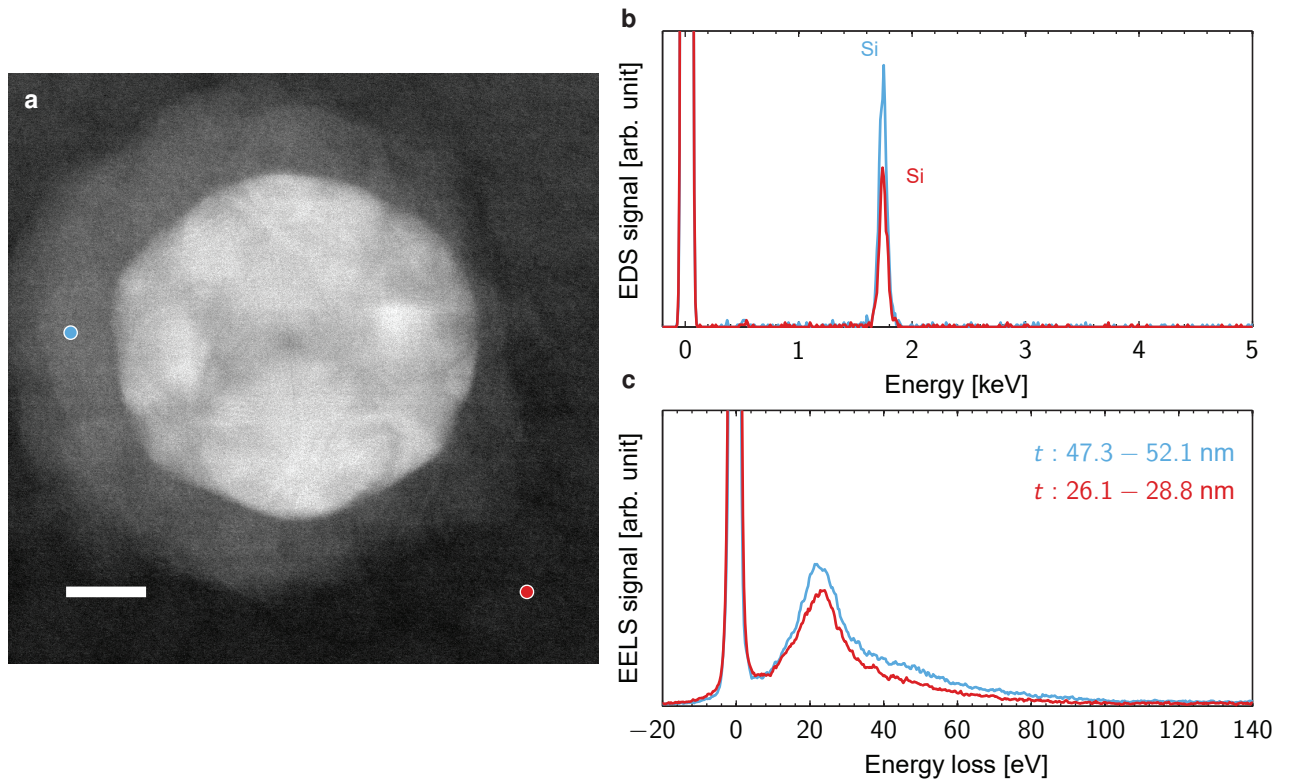 a
b
Si
Si
EDS signal [arb. unit]
0 1 2 3 4 5
Energy [keV]
c
t : 47.3 – 52.1 nm
t : 26.1 – 28.8 nm
EELS signal [arb. unit]
−20 0 20 40 60 80 100 120 140
Energy loss [eV]